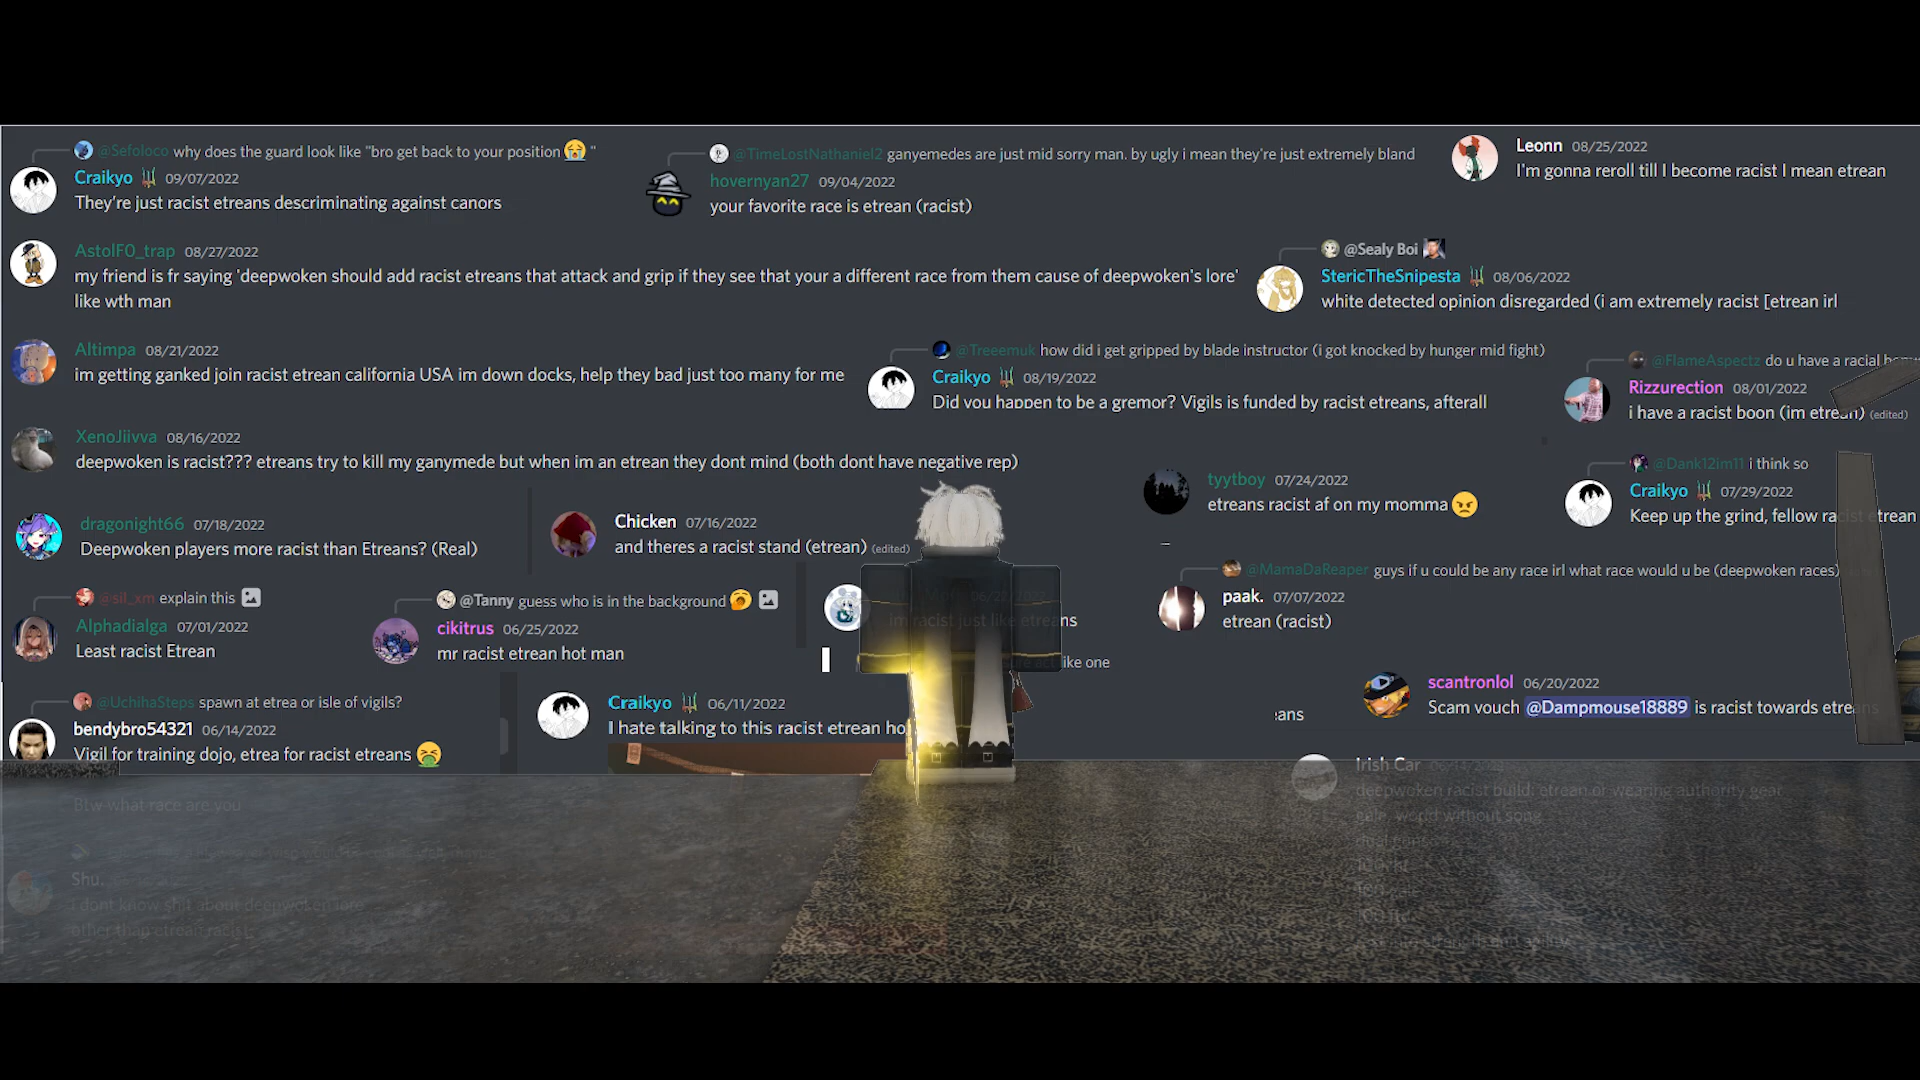 @Sefoloco why does the guard look like "bro get back to your position 😭 "
Craikyo 09/07/2022
They're just racist etreans descriminating against canors
@TimeLostNathaniel2 ganyemedes are just mid sorry man. by ugly i mean they're just extremely bland
hovernyan27 09/04/2022
your favorite race is etrean (racist)
Leonn 08/25/2022
I'm gonna reroll till I become racist I mean etrean
AstolF0_trap 08/27/2022
my friend is fr saying 'deepwoken should add racist etreans that attack and grip if they see that your a different race from them cause of deepwoken's lore'
like wth man
@Sealy Boi
StericTheSnipesta 08/06/2022
white detected opinion disregarded (i am extremely racist [etrean irl
Altimpa 08/21/2022
im getting ganked join racist etrean california USA im down docks, help they bad just too many for me
@Treeemuk how did i get gripped by blade instructor (i got knocked by hunger mid fight)
Craikyo 08/19/2022
Did you happen to be a gremor? Vigils is funded by racist etreans, afterall
@FlameAspectz do u have a racial
Rizzurection 08/01/2022
i have a racist boon (im etrean) (edited)
XenoJiivva 08/16/2022
deepwoken is racist??? etreans try to kill my ganymede but when im an etrean they dont mind (both dont have negative rep)
tyytboy 07/24/2022
etreans racist af on my momma 😠
@Dank12im11 i think so
Craikyo 07/29/2022
Keep up the grind, fellow racist etrean
dragonight66 07/18/2022
Deepwoken players more racist than Etreans? (Real)
Chicken 07/16/2022
and theres a racist stand (etrean) (edited)
@sil_xm explain this
Alphadialga 07/01/2022
Least racist Etrean
@Tanny guess who is in the background
cikitrus 06/25/2022
mr racist etrean hot man
im racist just like etreans
like one
@MamaDaReaper guys if u could be any race irl what race would u be (deepwoken races)
paak. 07/07/2022
etrean (racist)
@UchihaSteps spawn at etrea or isle of vigils?
bendybro54321 06/14/2022
Vigil for training dojo, etrea for racist etreans 🤮
Craikyo 06/11/2022
I hate talking to this racist etrean ho
eans
scantronlol 06/20/2022
Scam vouch @Dampmouse18889 is racist towards etreans
Btw what race are you
Shu.
i dont know shit about deepwoken lore
other than etrean racist
Irish Car
deepwoken racist build: etrean or wearing authority gear
pale, world without song